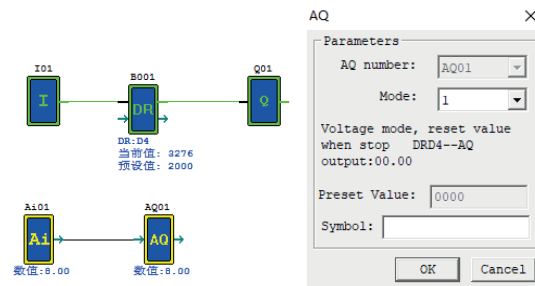 I01
I
B001
DR
DR:D4
当前值: 3276
预设值: 2000
Q01
Q
Ai01
Ai
数值:8.00
AQ01
AQ
数值:8.00
AQ
Parameters
AQ number: AQ01
Mode: 1
Voltage mode, reset value
when stop DRD4--AQ
output:00.00
Preset Value: 0000
Symbol:
OK Cancel